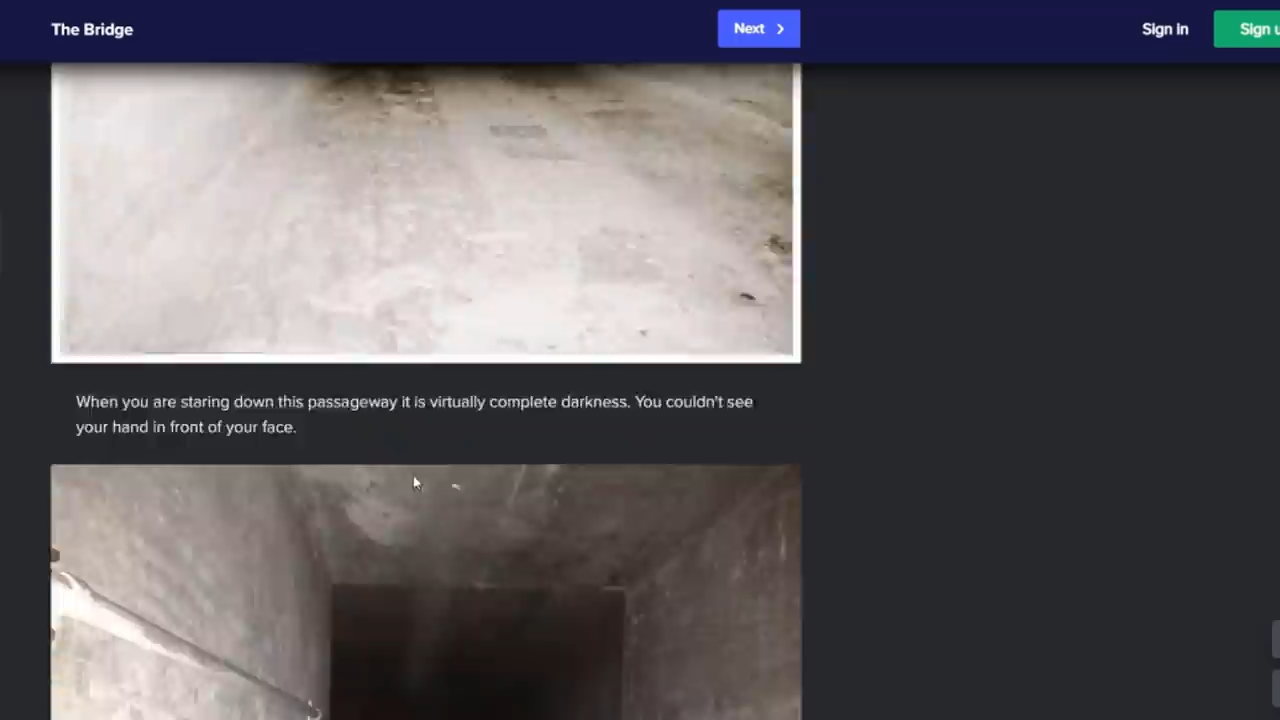 The Bridge
Next
Sign in
Sign u
When you are staring down this passageway it is virtually complete darkness. You couldn't see
your hand in front of your face.